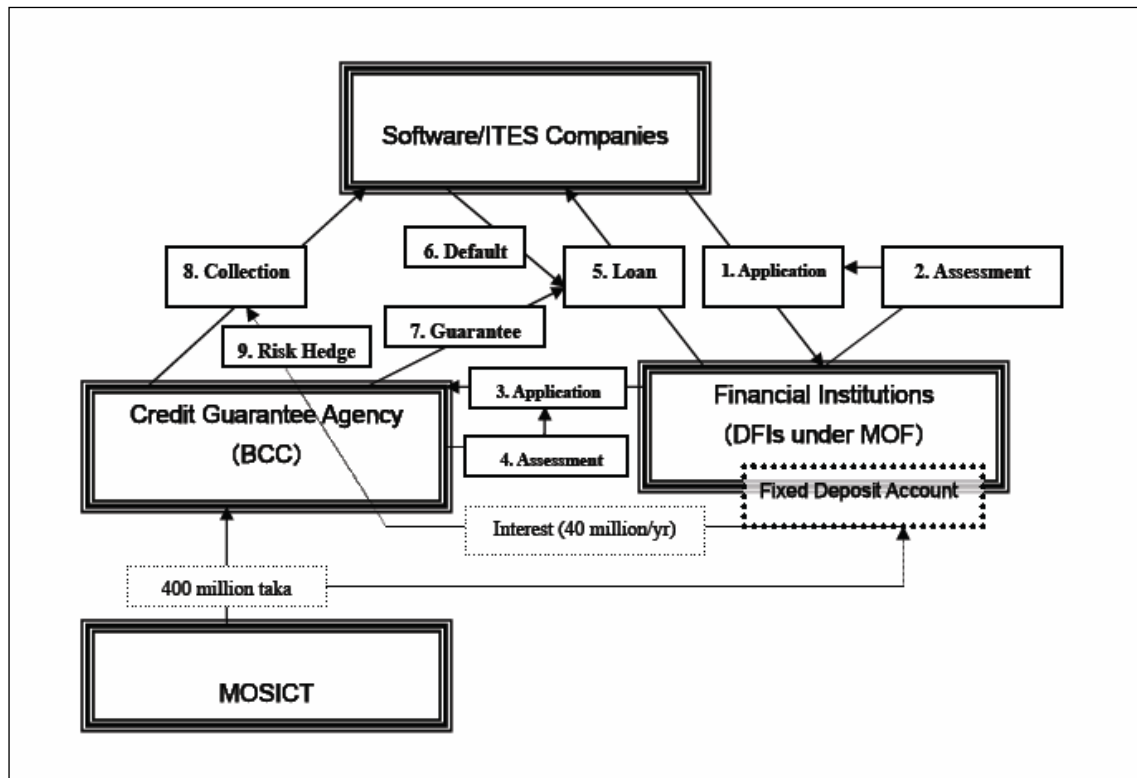 Software/ITES Companies
6. Default
8. Collection
5. Loan
1. Application
2. Assessment
7. Guarantee
9. Risk Hedge
3. Application
Credit Guarantee Agency
(BCC)
Financial Institutions
(DFIs under MOF)
4. Assessment
Fixed Deposit Account
Interest (40 million/yr)
400 million taka
MOSICT